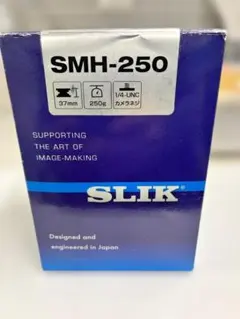 SMH-250
37mm
250g
1/4-UNC
カメラネジ
SUPPORTING
THE ART OF
IMAGE-MAKING
SLIK®
Designed and
engineered in Japan